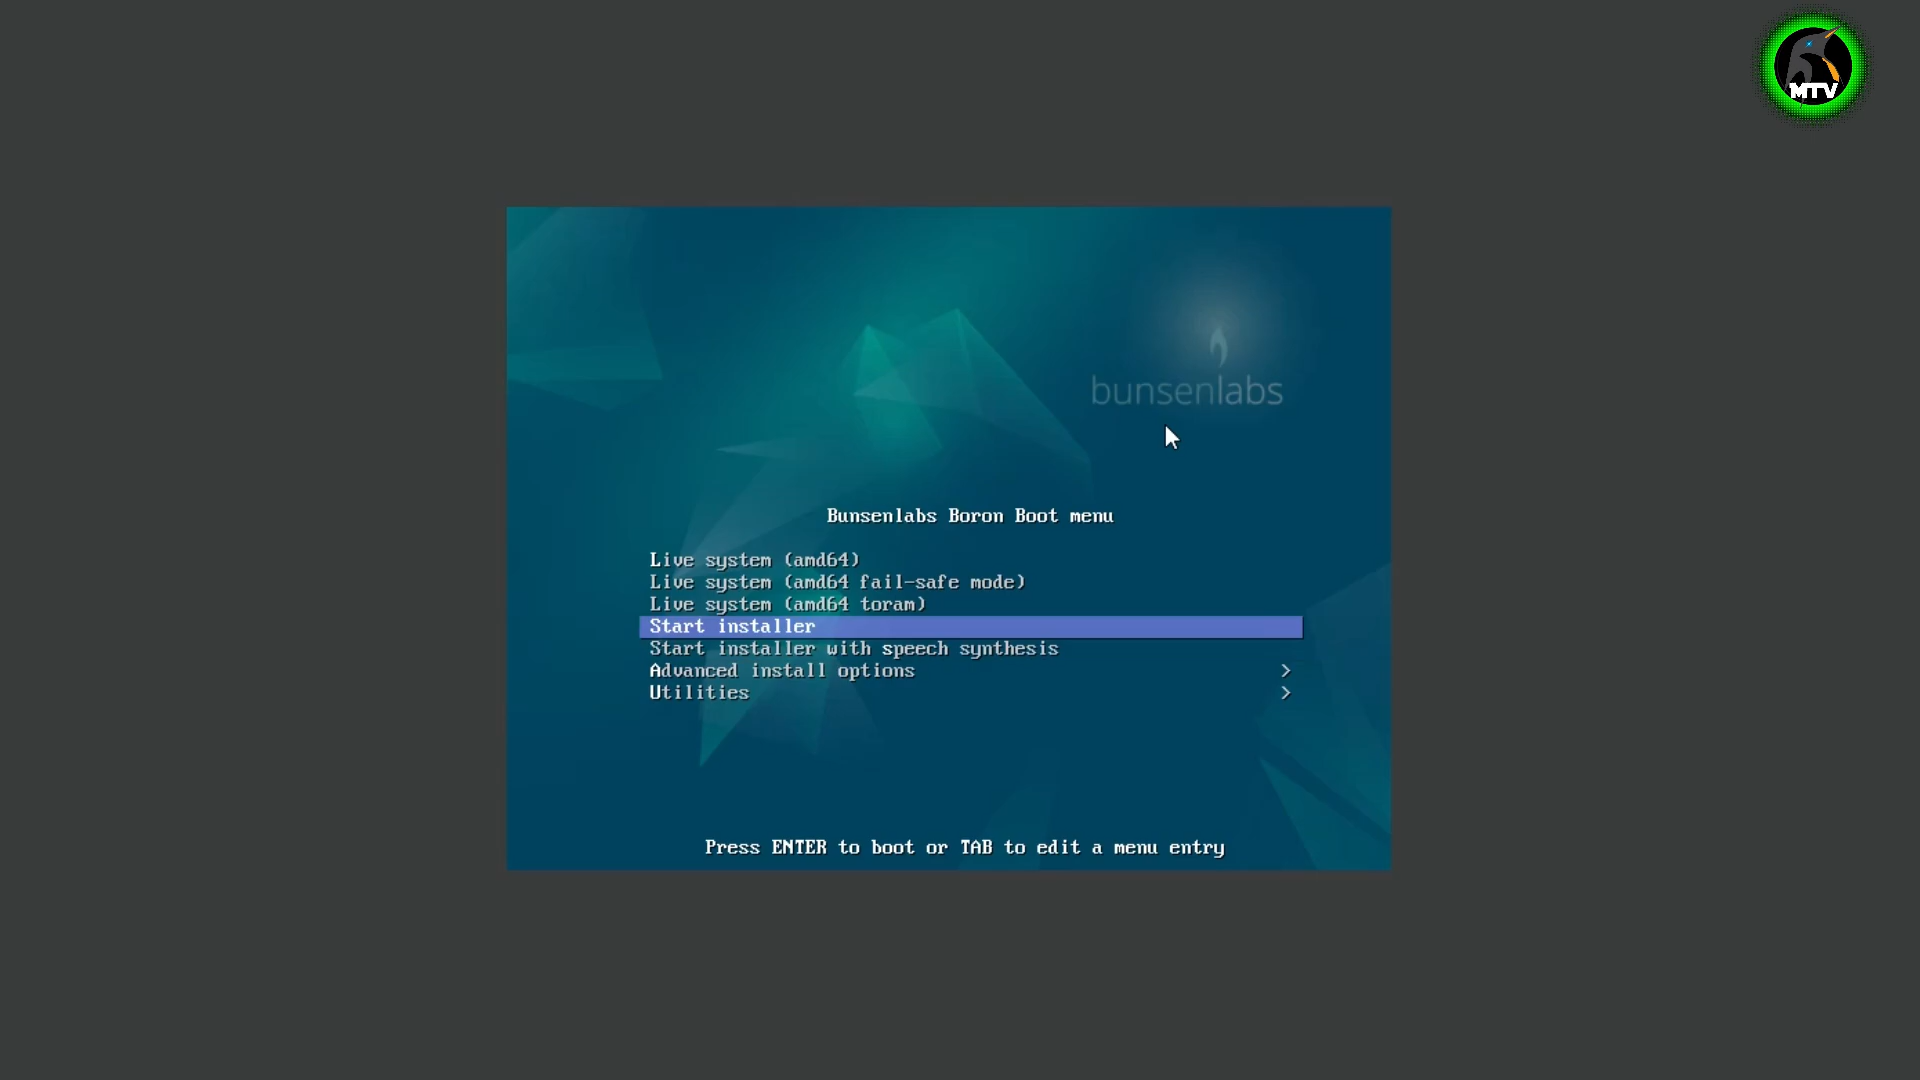 MTV
bunsenlabs
Bunsenlabs Boron Boot menu
Live system (amd64)
Live system (amd64 fail-safe mode)
Live system (amd64 toram)
Start installer
Start installer with speech synthesis
Advanced install options >
Utilities >
Press ENTER to boot or TAB to edit a menu entry